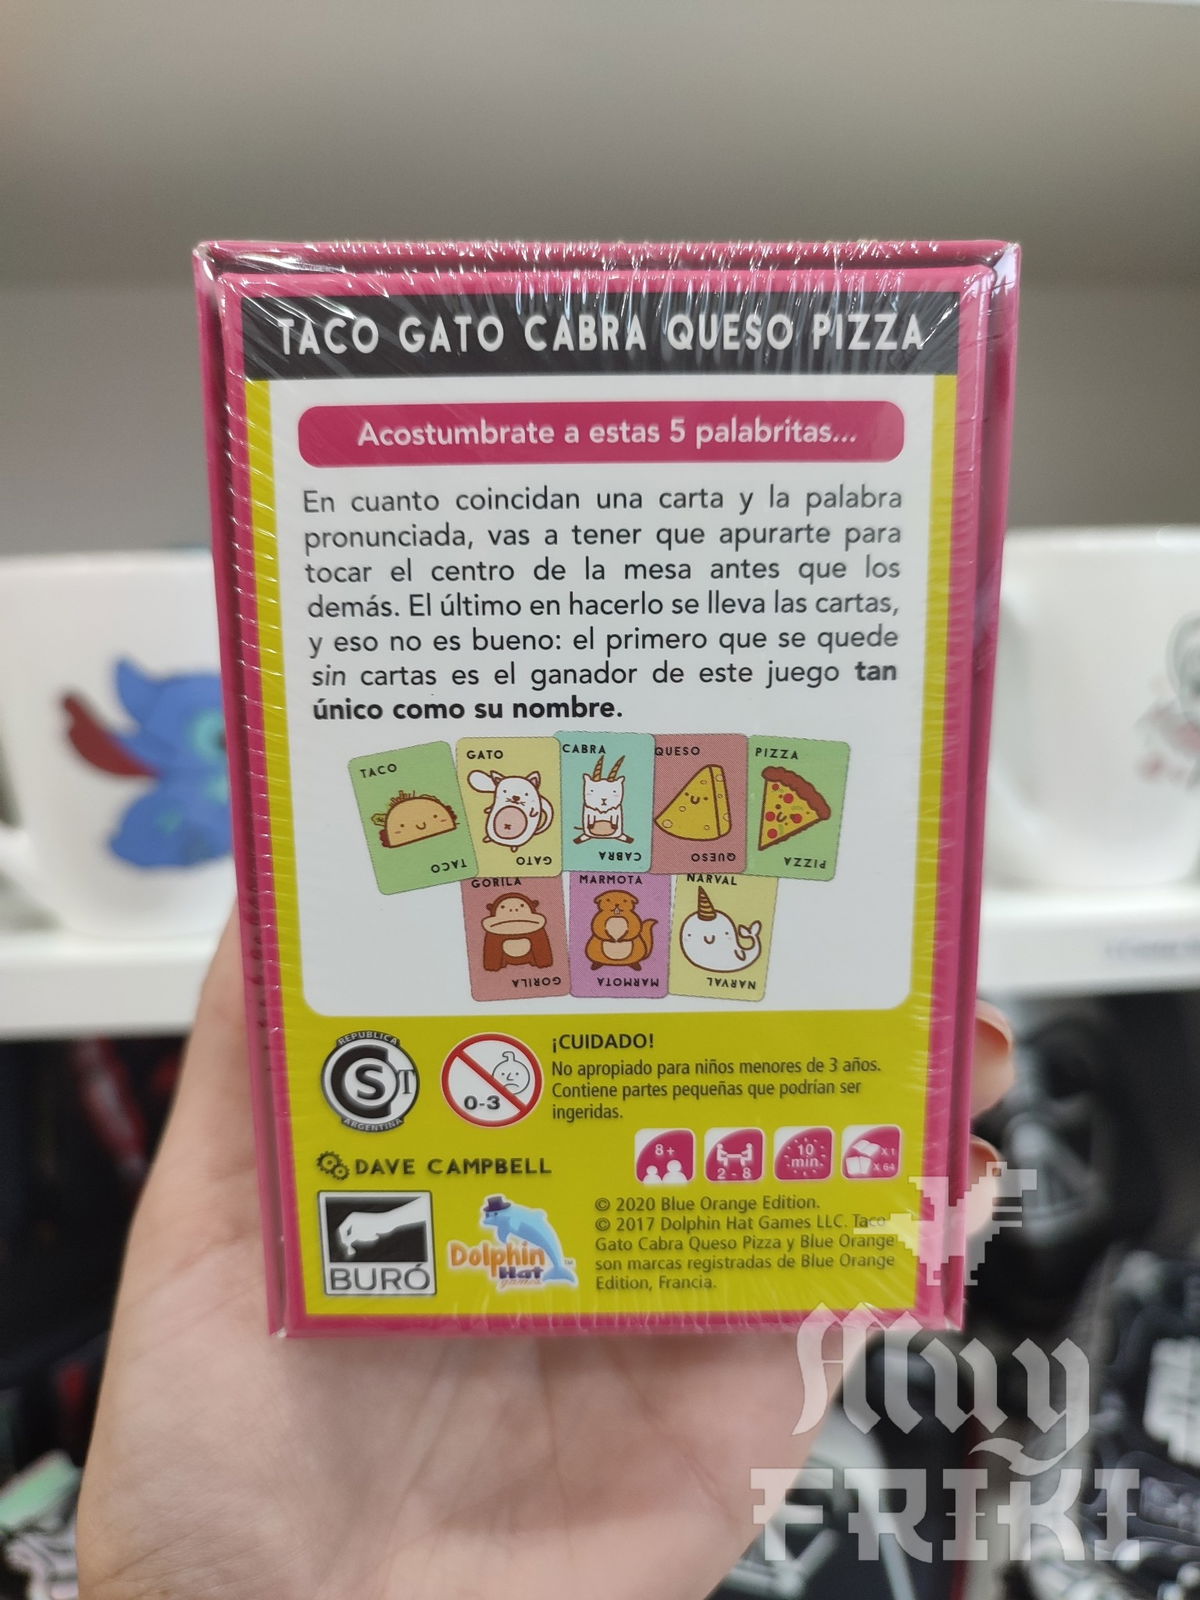 TACO GATO CABRA QUESO PIZZA
Acostumbrate a estas 5 palabritas...
En cuanto coincidan una carta y la palabra
pronunciada, vas a tener que apurarte para
tocar el centro de la mesa antes que los
demás. El último en hacerlo se lleva las cartas,
y eso no es bueno: el primero que se quede
sin cartas es el ganador de este juego tan
único como su nombre.
TACO
GATO
CABRA
QUESO
PIZZA
TACO
GATO
CABRA
QUESO
PIZZA
GORILA
MARMOTA
NARVAL
GORILA
MARMOTA
NARVAL
REPUBLICA
S T
ARGENTINA
0-3
¡CUIDADO!
No apropiado para niños menores de 3 años.
Contiene partes pequeñas que podrían ser
ingeridas.
DAVE CAMPBELL
8+
2 - 8
10
min.
X 1
X 64
BURÓ
Dolphin
Hat
games
© 2020 Blue Orange Edition.
© 2017 Dolphin Hat Games LLC. Taco
Gato Cabra Queso Pizza y Blue Orange
son marcas registradas de Blue Orange
Edition, Francia.
Muy
FRIKI